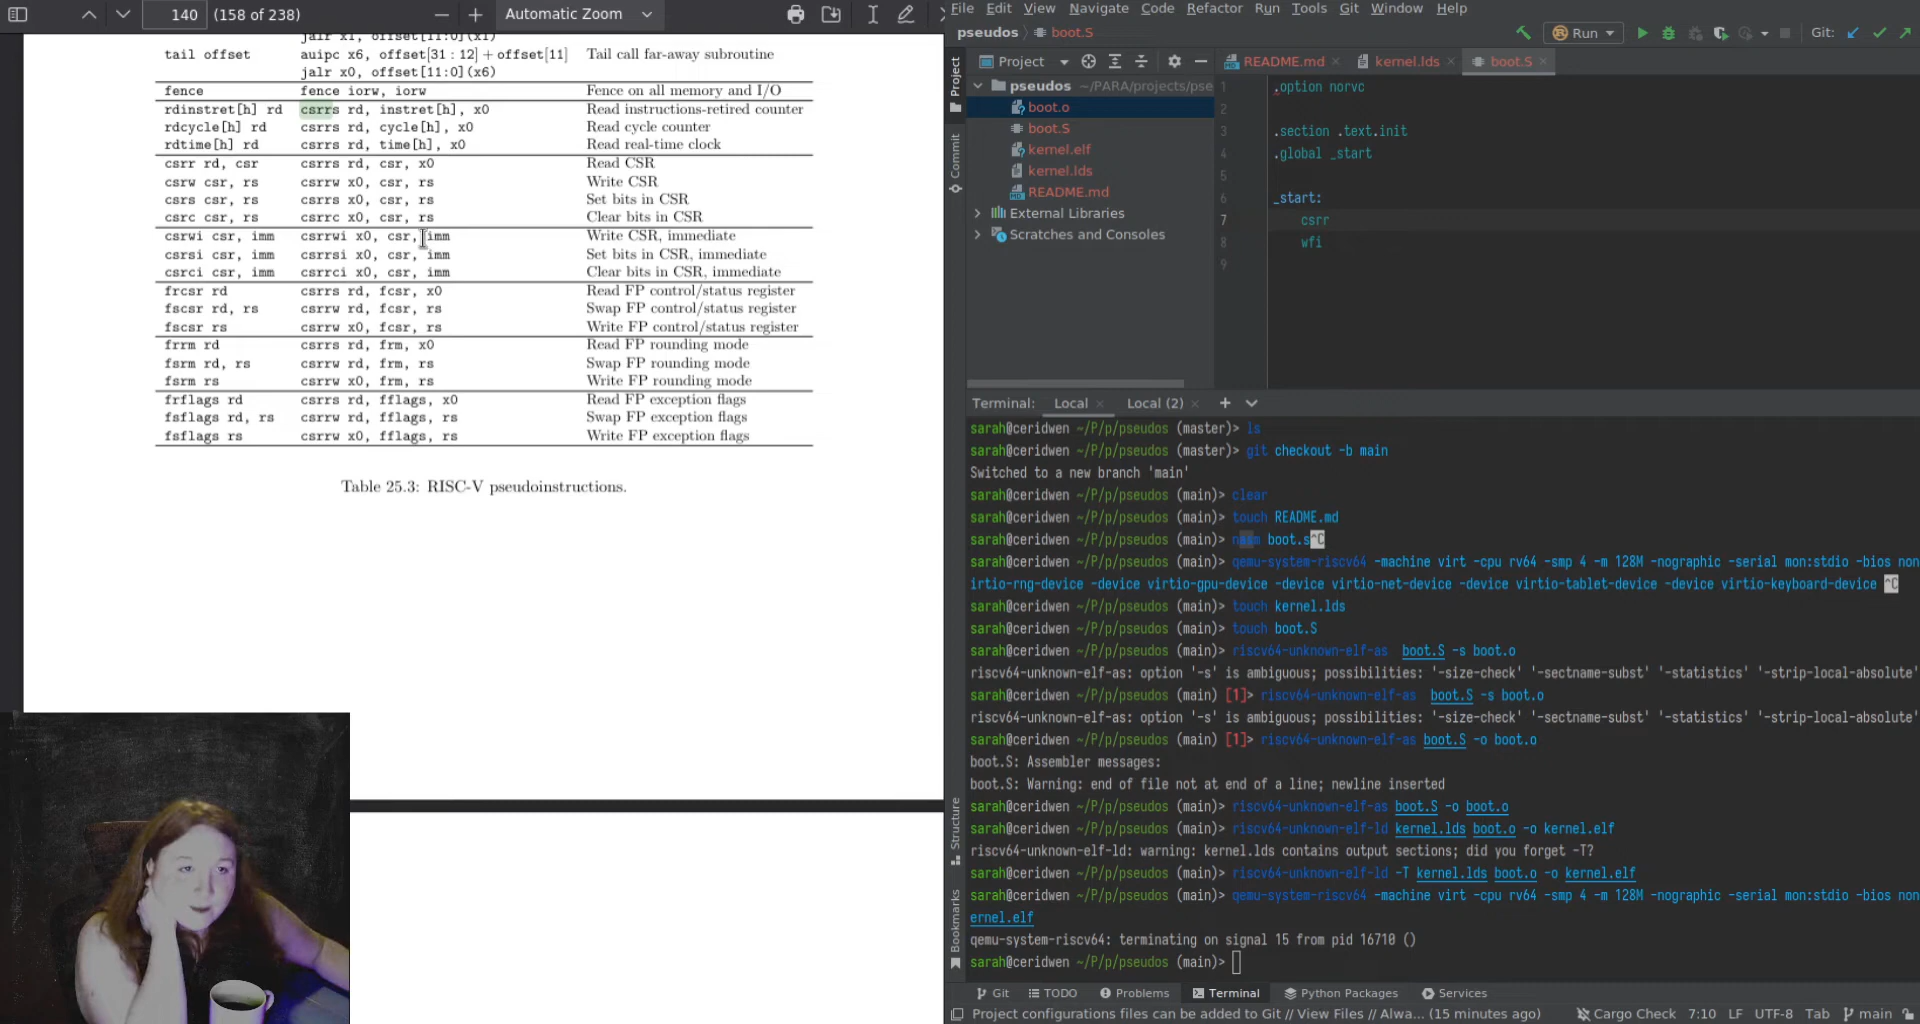 140 (158 of 238) Automatic Zoom
jalr x1, offset[11:0](x1)
tail offset auipc x6, offset[31 : 12] + offset[11] Tail call far-away subroutine
jalr x0, offset[11:0](x6)
fence fence iorw, iorw Fence on all memory and I/O
rdinstret[h] rd csrrs rd, instret[h], x0 Read instructions-retired counter
rdcycle[h] rd csrrs rd, cycle[h], x0 Read cycle counter
rdtime[h] rd csrrs rd, time[h], x0 Read real-time clock
csrr rd, csr csrrs rd, csr, x0 Read CSR
csrw csr, rs csrrw x0, csr, rs Write CSR
csrs csr, rs csrrs x0, csr, rs Set bits in CSR
csrc csr, rs csrrc x0, csr, rs Clear bits in CSR
csrwi csr, imm csrrwi x0, csr, imm Write CSR, immediate
csrsi csr, imm csrrsi x0, csr, imm Set bits in CSR, immediate
csrci csr, imm csrrci x0, csr, imm Clear bits in CSR, immediate
frcsr rd csrrs rd, fcsr, x0 Read FP control/status register
fscsr rd, rs csrrw rd, fcsr, rs Swap FP control/status register
fscsr rs csrrw x0, fcsr, rs Write FP control/status register
frrm rd csrrs rd, frm, x0 Read FP rounding mode
fsrm rd, rs csrrw rd, frm, rs Swap FP rounding mode
fsrm rs csrrw x0, frm, rs Write FP rounding mode
frflags rd csrrs rd, fflags, x0 Read FP exception flags
fsflags rd, rs csrrw rd, fflags, rs Swap FP exception flags
fsflags rs csrrw x0, fflags, rs Write FP exception flags
Table 25.3: RISC-V pseudoinstructions.
File Edit View Navigate Code Refactor Run Tools Git Window Help
pseudos boot.S Run Git:
Project README.md kernel.lds boot.S
Project
Commit
pseudos ~/PARA/projects/pse
boot.o
boot.S
kernel.elf
kernel.lds
README.md
External Libraries
Scratches and Consoles
1 .option norvc
2
3 .section .text.init
4 .global _start
5
6 _start:
7 csrr
8 wfi
9
Terminal: Local Local (2)
sarah@ceridwen ~/P/p/pseudos (master)> ls
sarah@ceridwen ~/P/p/pseudos (master)> git checkout -b main
Switched to a new branch 'main'
sarah@ceridwen ~/P/p/pseudos (main)> clear
sarah@ceridwen ~/P/p/pseudos (main)> touch README.md
sarah@ceridwen ~/P/p/pseudos (main)> nasm boot.s^C
sarah@ceridwen ~/P/p/pseudos (main)> qemu-system-riscv64 -machine virt -cpu rv64 -smp 4 -m 128M -nographic -serial mon:stdio -bios non
irtio-rng-device -device virtio-gpu-device -device virtio-net-device -device virtio-tablet-device -device virtio-keyboard-device ^C
sarah@ceridwen ~/P/p/pseudos (main)> touch kernel.lds
sarah@ceridwen ~/P/p/pseudos (main)> touch boot.S
sarah@ceridwen ~/P/p/pseudos (main)> riscv64-unknown-elf-as boot.S -s boot.o
riscv64-unknown-elf-as: option '-s' is ambiguous; possibilities: '-size-check' '-sectname-subst' '-statistics' '-strip-local-absolute'
sarah@ceridwen ~/P/p/pseudos (main) [1]> riscv64-unknown-elf-as boot.S -s boot.o
riscv64-unknown-elf-as: option '-s' is ambiguous; possibilities: '-size-check' '-sectname-subst' '-statistics' '-strip-local-absolute'
sarah@ceridwen ~/P/p/pseudos (main) [1]> riscv64-unknown-elf-as boot.S -o boot.o
boot.S: Assembler messages:
boot.S: Warning: end of file not at end of a line; newline inserted
sarah@ceridwen ~/P/p/pseudos (main)> riscv64-unknown-elf-as boot.S -o boot.o
sarah@ceridwen ~/P/p/pseudos (main)> riscv64-unknown-elf-ld kernel.lds boot.o -o kernel.elf
riscv64-unknown-elf-ld: warning: kernel.lds contains output sections; did you forget -T?
sarah@ceridwen ~/P/p/pseudos (main)> riscv64-unknown-elf-ld -T kernel.lds boot.o -o kernel.elf
sarah@ceridwen ~/P/p/pseudos (main)> qemu-system-riscv64 -machine virt -cpu rv64 -smp 4 -m 128M -nographic -serial mon:stdio -bios non
ernel.elf
qemu-system-riscv64: terminating on signal 15 from pid 16710 ()
sarah@ceridwen ~/P/p/pseudos (main)>
Structure
Bookmarks
Git TODO Problems Terminal Python Packages Services
Project configurations files can be added to Git // View Files // Alwa... (15 minutes ago) Cargo Check 7:10 LF UTF-8 Tab main